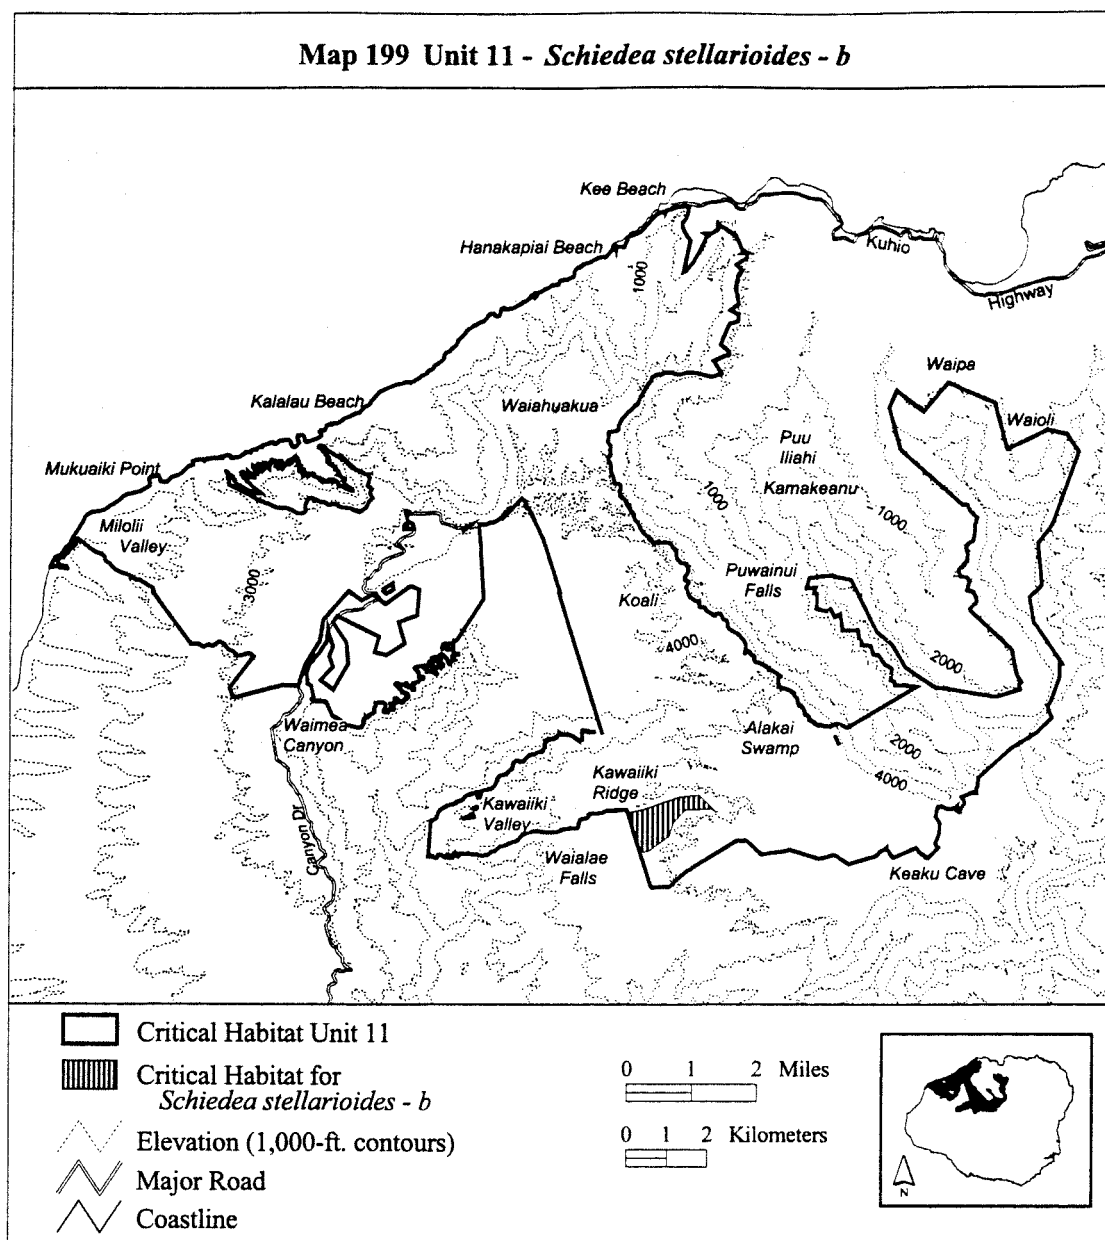 Map 199 Unit 11 - Schiedea stellarioides - b
Kee Beach
Hanakapiai Beach
Kuhio
Highway
1000
Waipa
Kalalau Beach
Waiahuakua
Waioli
Puu
Iliahi
Kamakeanu
Mukuaiki Point
1000
1000
Milolii
Valley
3000
Puwainui
Falls
Koali
4000
2000
Waimea
Canyon
Alakai
Swamp
2000
4000
Kawaiiki
Ridge
Kawaiiki
Valley
Canyon Dr
Waialae
Falls
Keaku Cave
Critical Habitat Unit 11
Critical Habitat for
Schiedea stellarioides - b
Elevation (1,000-ft. contours)
Major Road
Coastline
0 1 2 Miles
0 1 2 Kilometers
N